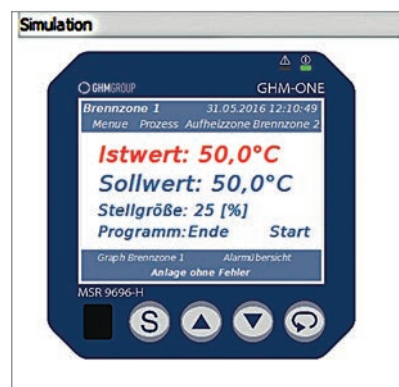 Simulation
GHMGROUP GHM-ONE
Brennzone 1 31.05.2016 12:10:49
Menue Prozess Aufheizzone Brennzone 2
Istwert: 50,0°C
Sollwert: 50,0°C
Stellgröße: 25 [%]
Programm: Ende Start
Graph Brennzone 1 Alarmübersicht
Anlage ohne Fehler
MSR 9696-H
S